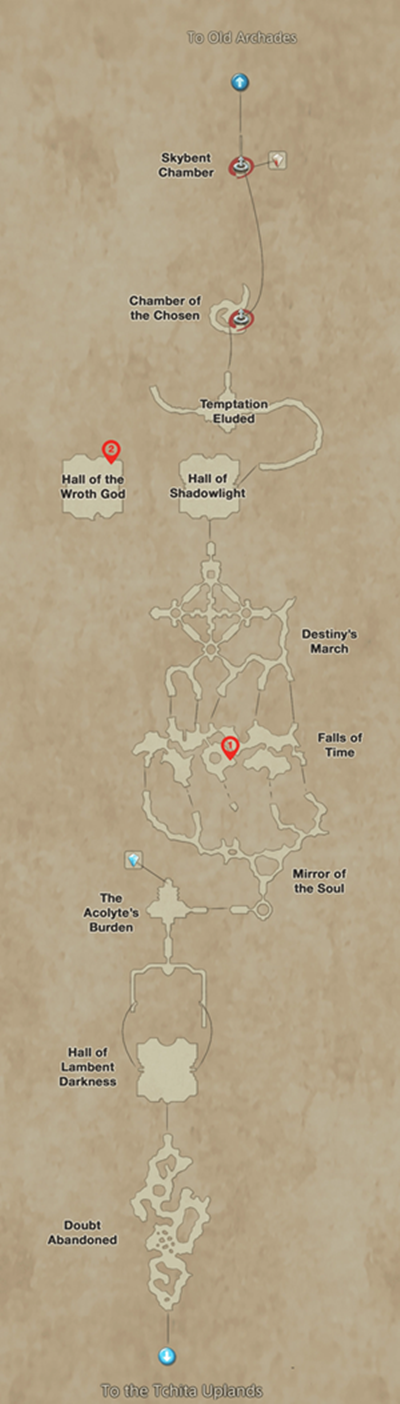 To Old Archades
Skybent
Chamber
Chamber of
the Chosen
Temptation
Eluded
2
Hall of the
Wroth God
Hall of
Shadowlight
Destiny's
March
1
Falls of
Time
Mirror of
the Soul
The
Acolyte's
Burden
Hall of
Lambent
Darkness
Doubt
Abandoned
To the Tchita Uplands